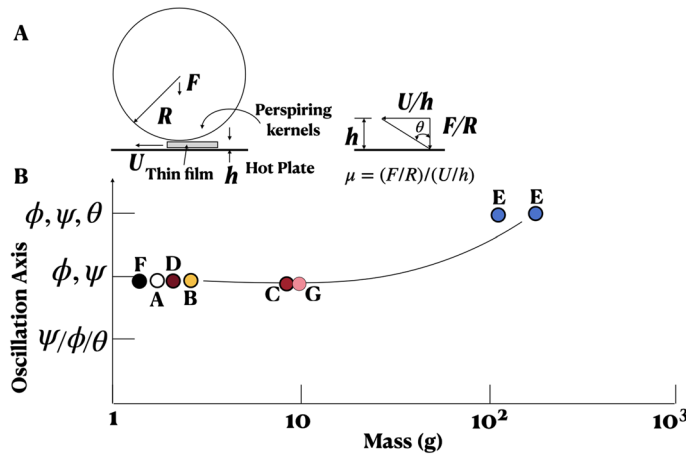 A
F
R
Perspiring
kernels
U
Thin film
h
Hot Plate
U/h
h
θ
F/R
μ = (F/R)/(U/h)
B
Oscillation Axis
ϕ, ψ, θ
ϕ, ψ
ψ/ϕ/θ
E
E
F
A
D
B
C
G
1
10
10²
10³
Mass (g)